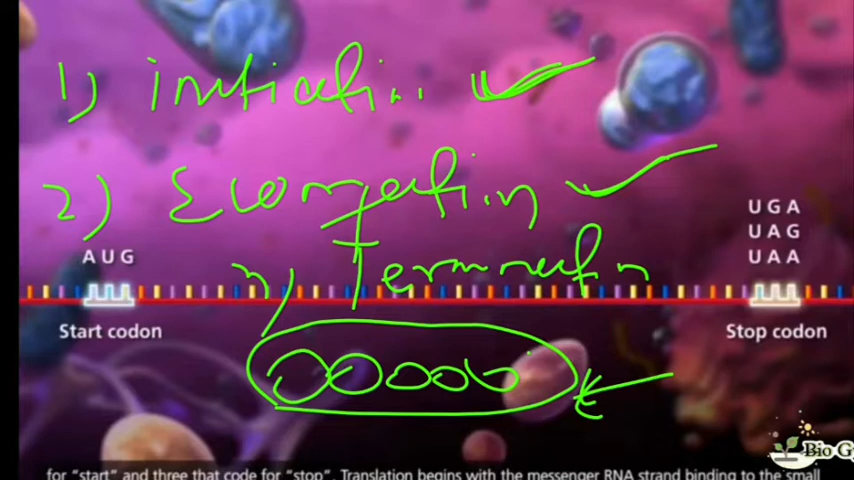 1) initiation
2) Elongation
3) Termination
UGA
UAG
AUG UAA
Start codon Stop codon
Bio G
for “start” and three that code for “stop”. Translation begins with the messenger RNA strand binding to the small